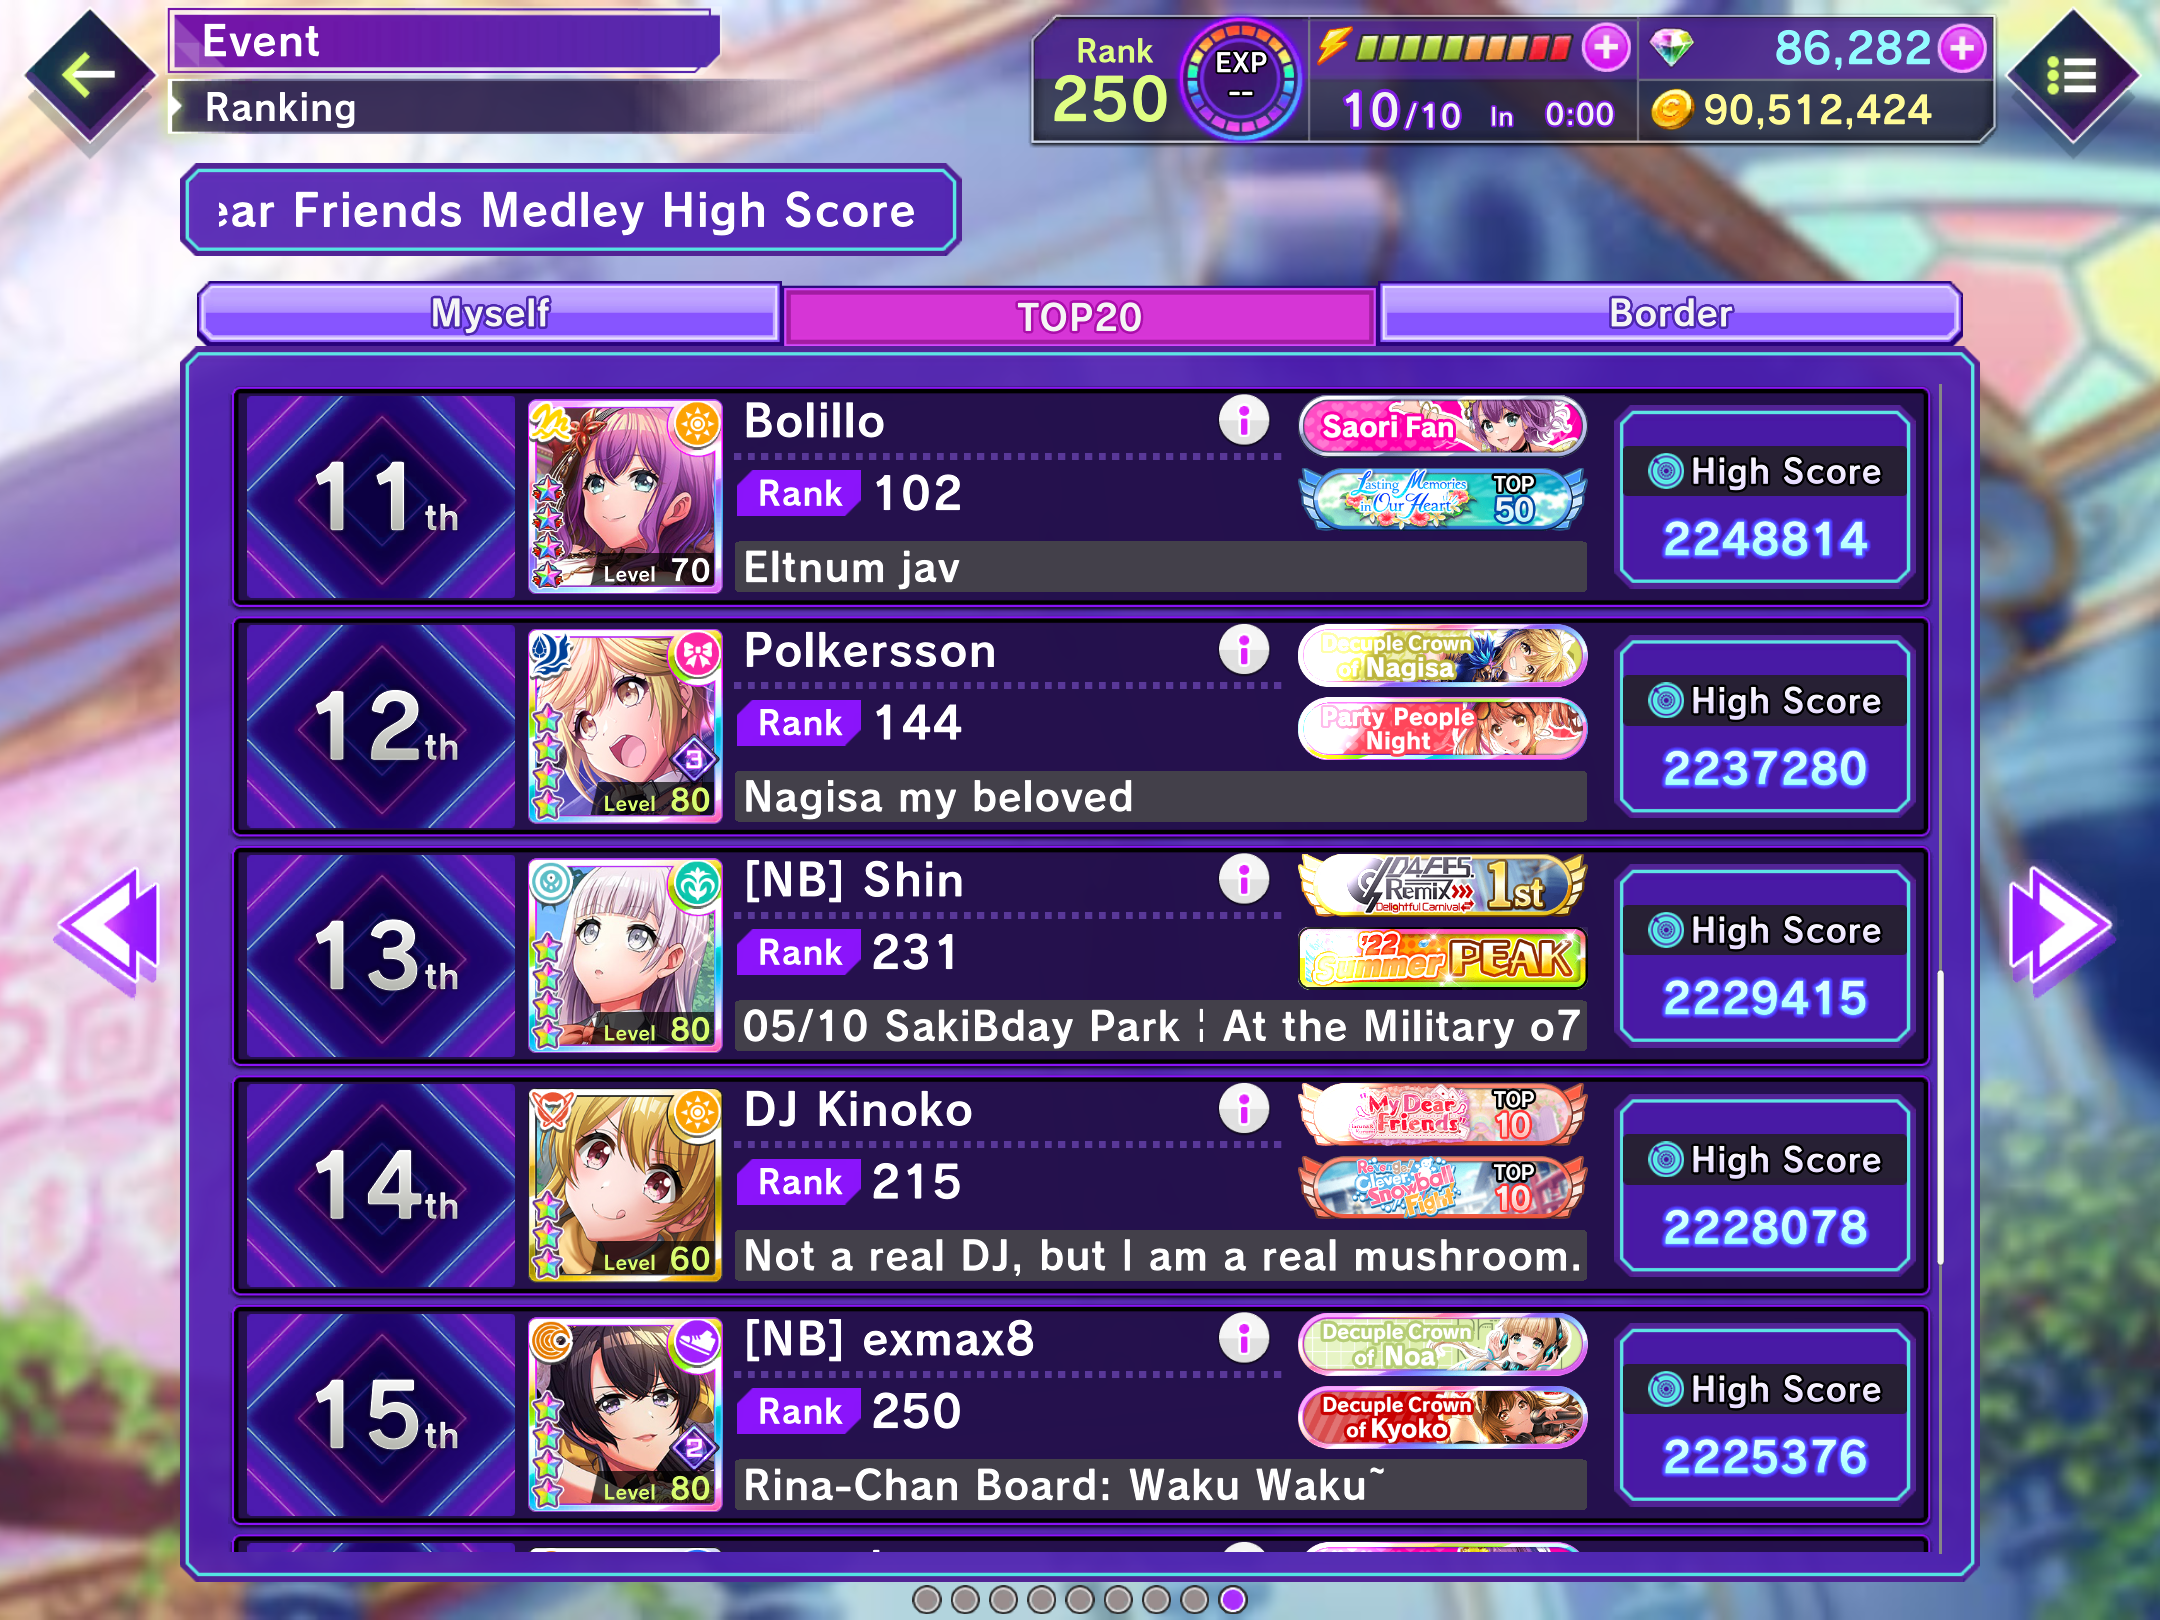 Event
Ranking
Rank
250
EXP
--
10/10 In 0:00
86,282
90,512,424
ear Friends Medley High Score
Myself
TOP20
Border
11th
Level 70
Bolillo
Rank 102
Eltnum jav
Saori Fan
Lasting Memories
in Our Heart
TOP
50
High Score
2248814
12th
3
Level 80
Polkersson
Rank 144
Nagisa my beloved
Decuple Crown
of Nagisa
Party People
Night
High Score
2237280
13th
Level 80
[NB] Shin
Rank 231
05/10 SakiBday Park ¦ At the Military o7
D4FES.
Remix
Delightful Carnival
1st
'22
Summer PEAK
High Score
2229415
14th
Level 60
DJ Kinoko
Rank 215
Not a real DJ, but I am a real mushroom.
"My Dear
Friends"
TOP
10
Revenge!
Clever
Snowball
Fight
TOP
10
High Score
2228078
15th
2
Level 80
[NB] exmax8
Rank 250
Rina-Chan Board: Waku Waku~
Decuple Crown
of Noa
Decuple Crown
of Kyoko
High Score
2225376